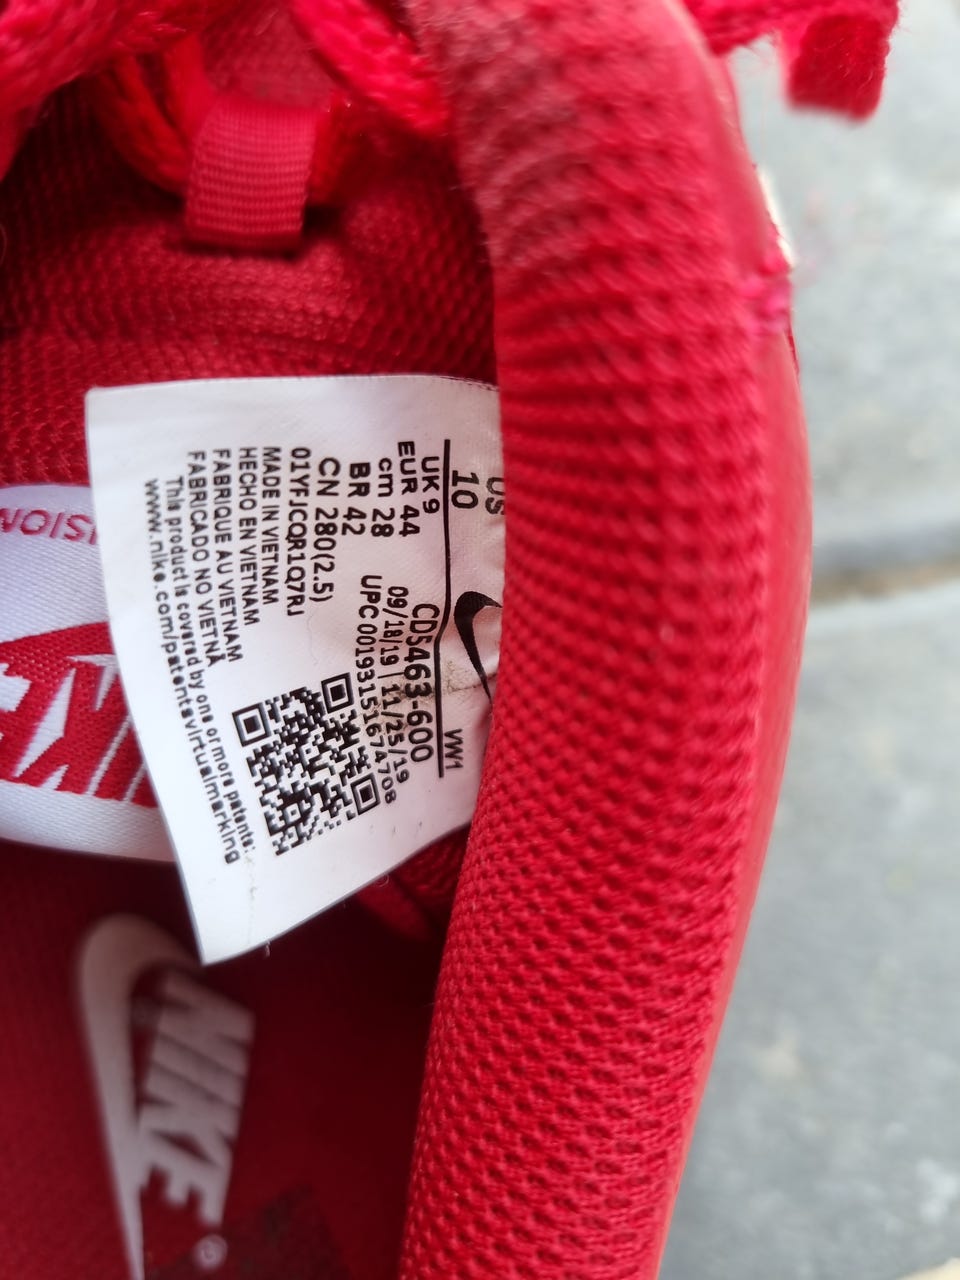 US
10
UK 9
EUR 44
cm 28
BR 42
CN 280(2.5)
VN1
CD5463-600
09/18/19 | 11/25/19
UPC 00193151674708
01YFJCQR1Q7RJ
MADE IN VIETNAM
HECHO EN VIETNAM
FABRIQUE AU VIETNAM
FABRICADO NO VIETNÃ
This product is covered by one or more patents:
www.nike.com/patentsvirtualmarking
NIKE
NIKE